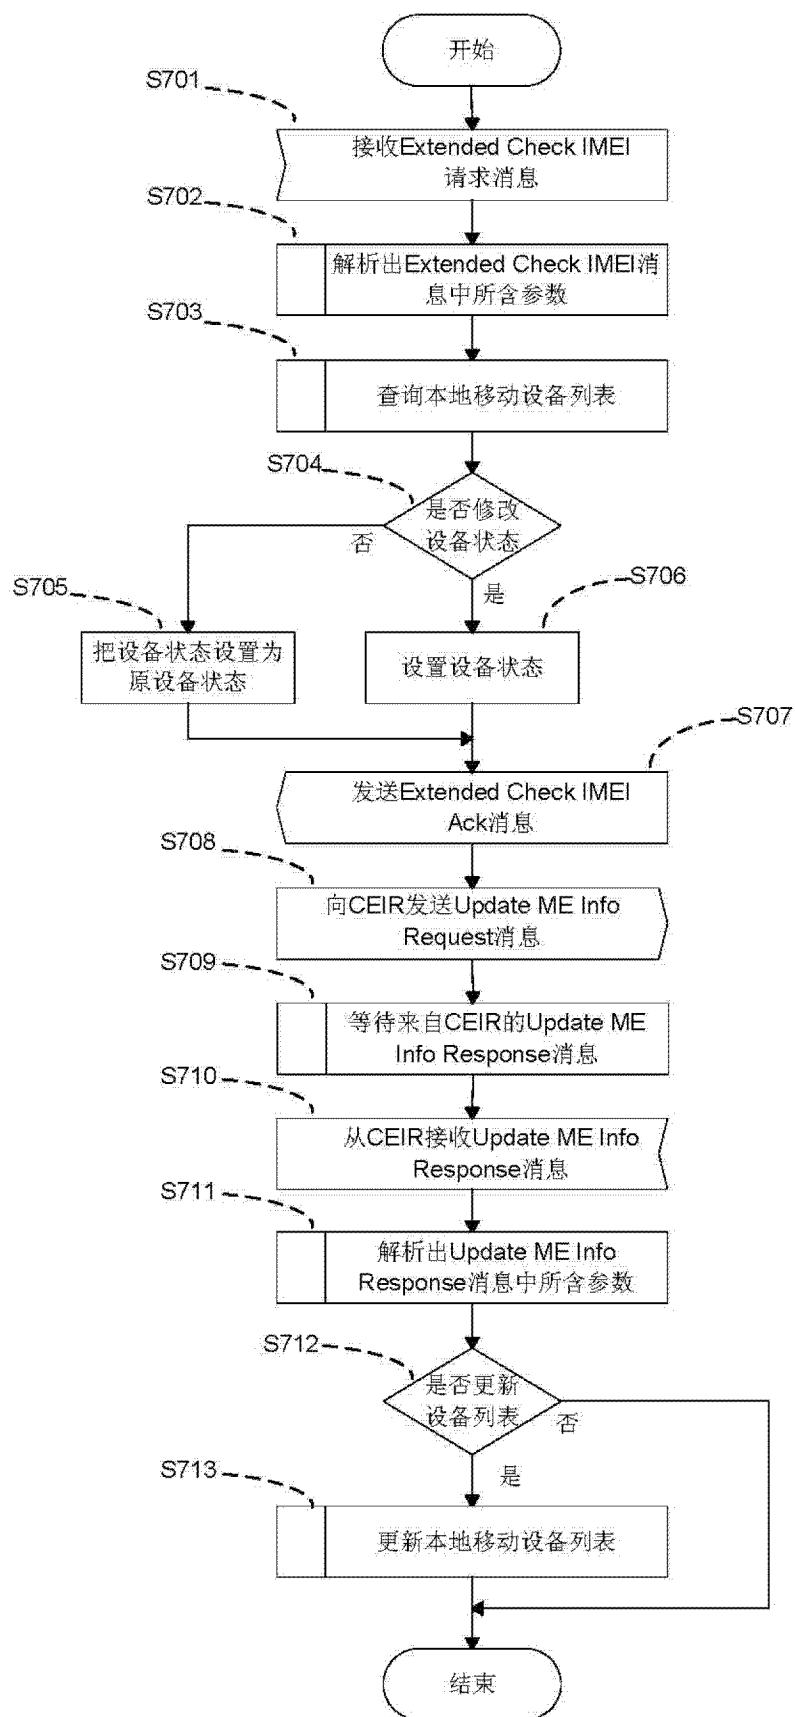 开始
S701
接收Extended Check IMEI
请求消息
S702
解析出Extended Check IMEI消
息中所含参数
S703
查询本地移动设备列表
S704
是否修改
设备状态
否
是
S705
把设备状态设置为
原设备状态
S706
设置设备状态
S707
发送Extended Check IMEI
Ack消息
S708
向CEIR发送Update ME Info
Request消息
S709
等待来自CEIR的Update ME
Info Response消息
S710
从CEIR接收Update ME Info
Response消息
S711
解析出Update ME Info
Response消息中所含参数
S712
是否更新
设备列表
否
是
S713
更新本地移动设备列表
结束